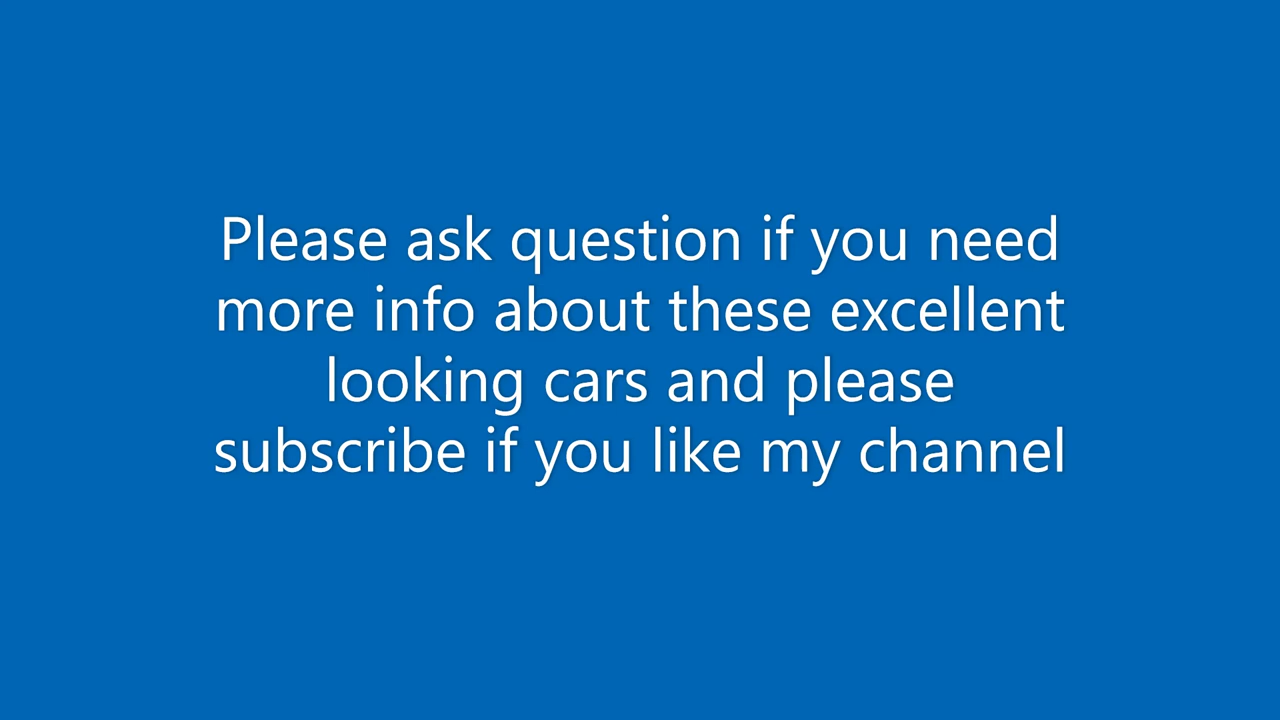 Please ask question if you need
more info about these excellent
looking cars and please
subscribe if you like my channel